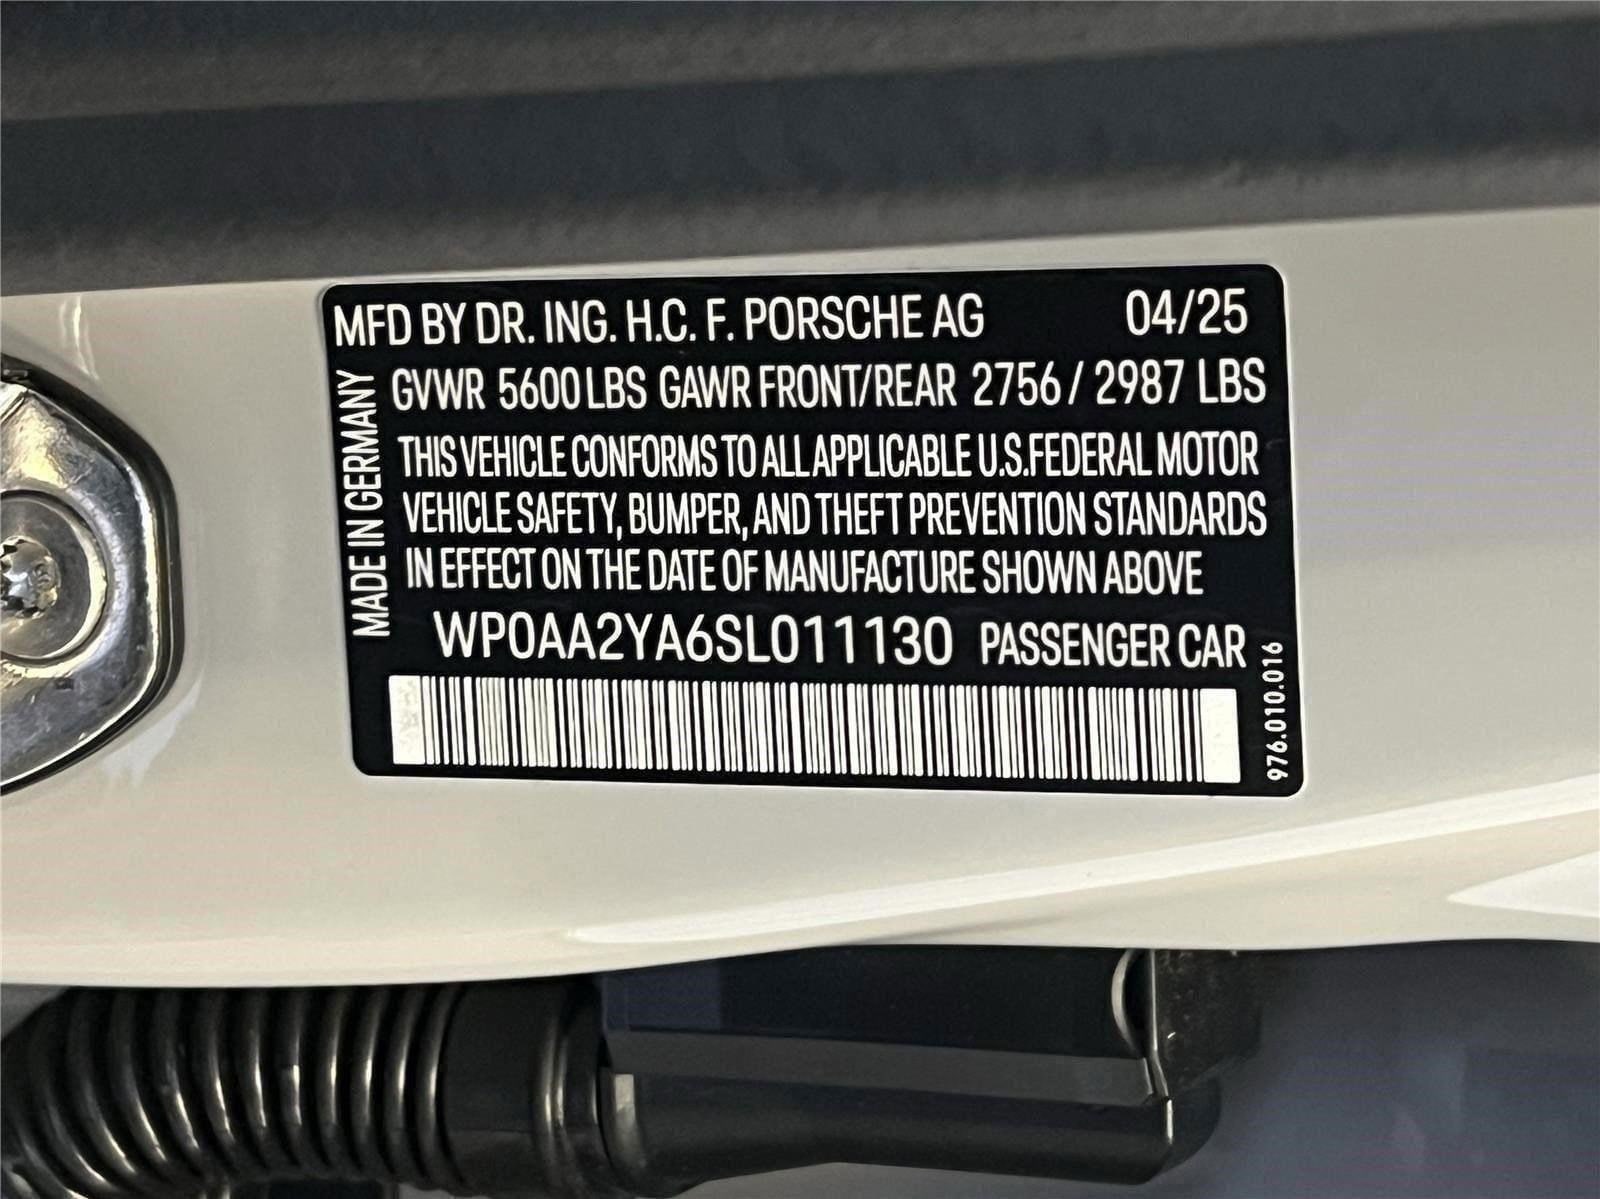 MFD BY DR. ING. H.C. F. PORSCHE AG 04/25
GVWR 5600 LBS GAWR FRONT/REAR 2756 / 2987 LBS
THIS VEHICLE CONFORMS TO ALL APPLICABLE U.S.FEDERAL MOTOR
VEHICLE SAFETY, BUMPER, AND THEFT PREVENTION STANDARDS
IN EFFECT ON THE DATE OF MANUFACTURE SHOWN ABOVE
WP0AA2YA6SL011130 PASSENGER CAR
MADE IN GERMANY
976.010.016